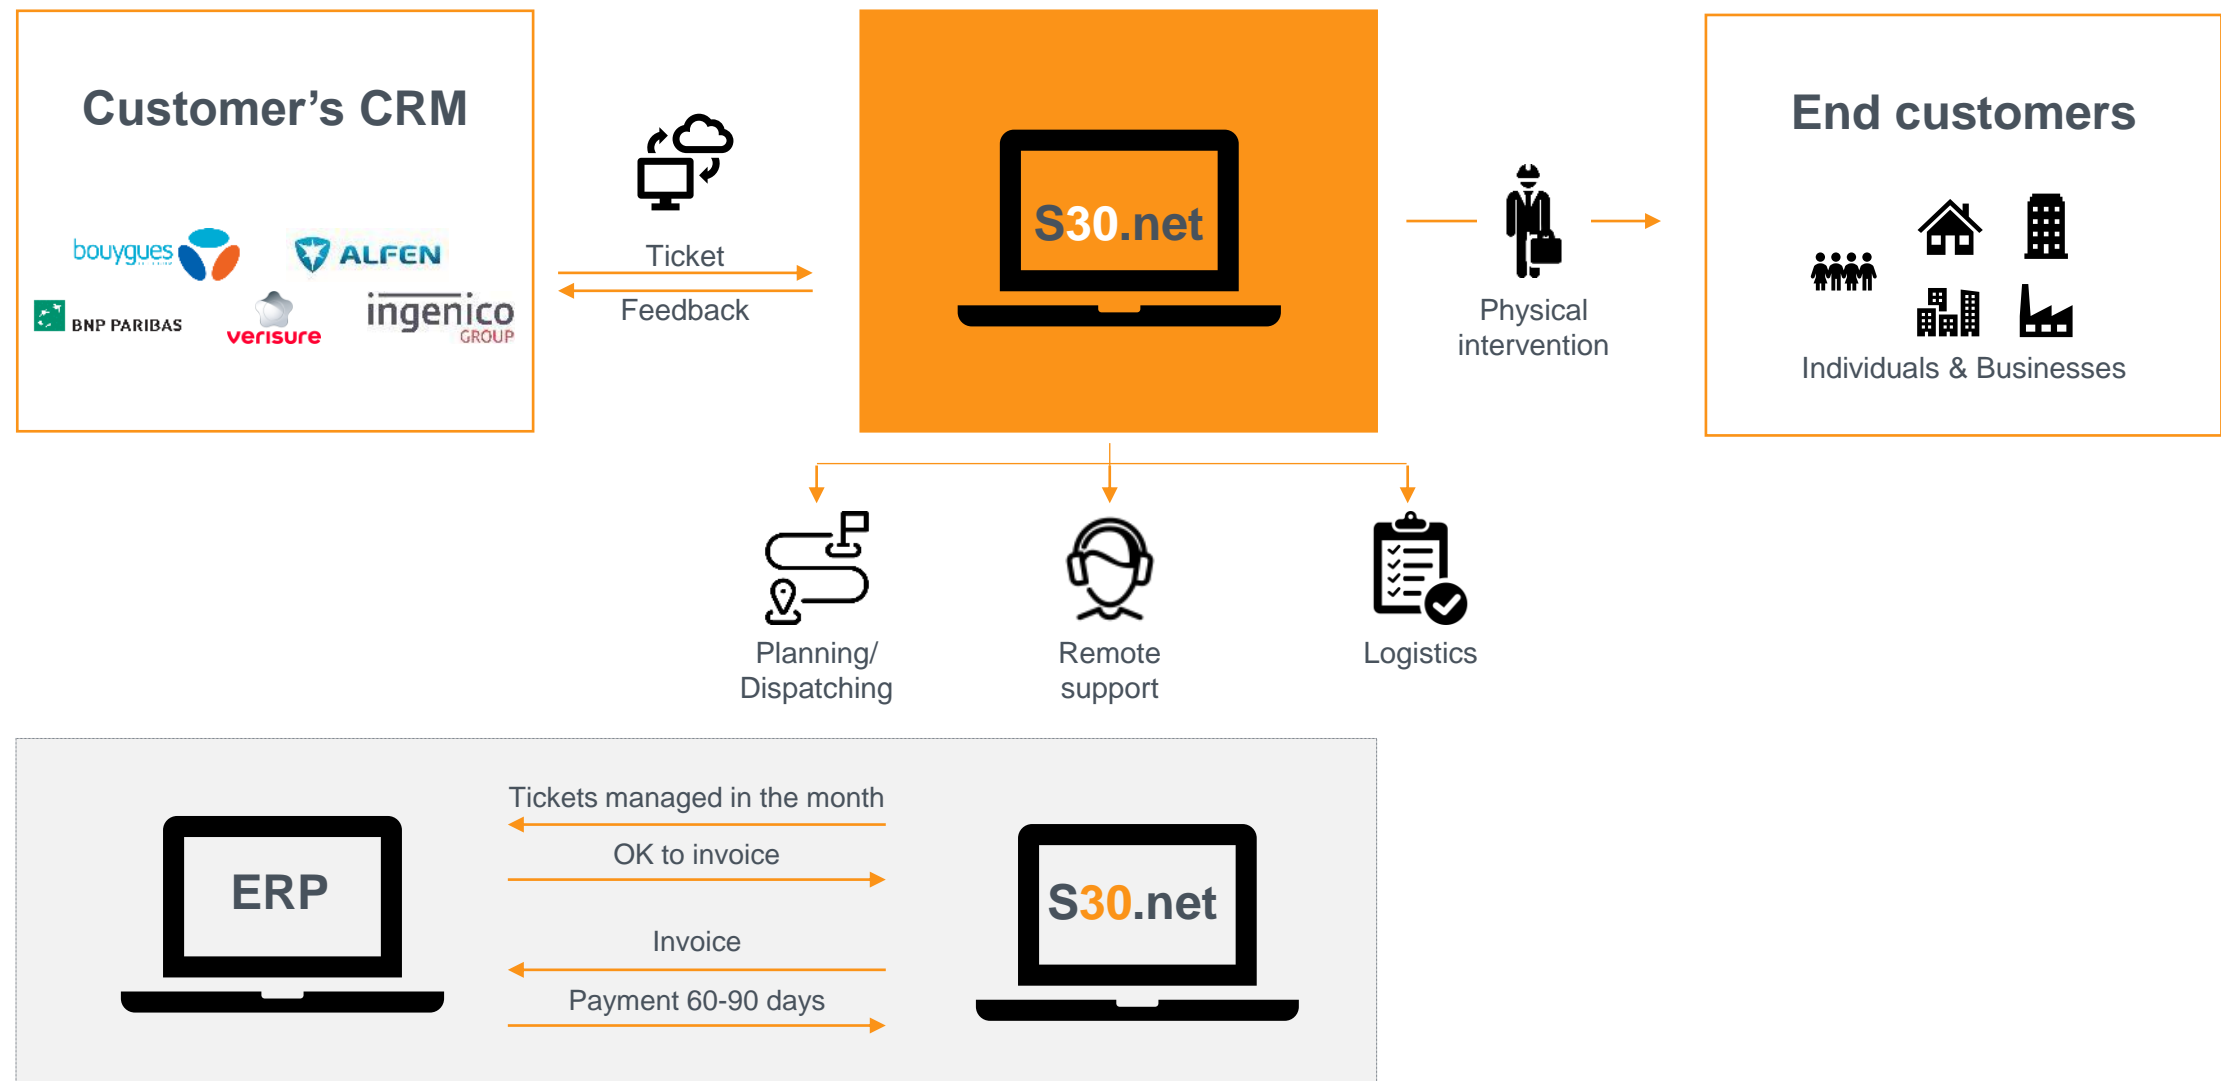 Customer's CRM
bouygues
ALFEN
BNP PARIBAS
verisure
ingenico
GROUP
Ticket
Feedback
S30.net
Physical
intervention
End customers
Individuals & Businesses
Planning/
Dispatching
Remote
support
Logistics
ERP
Tickets managed in the month
OK to invoice
Invoice
Payment 60-90 days
S30.net